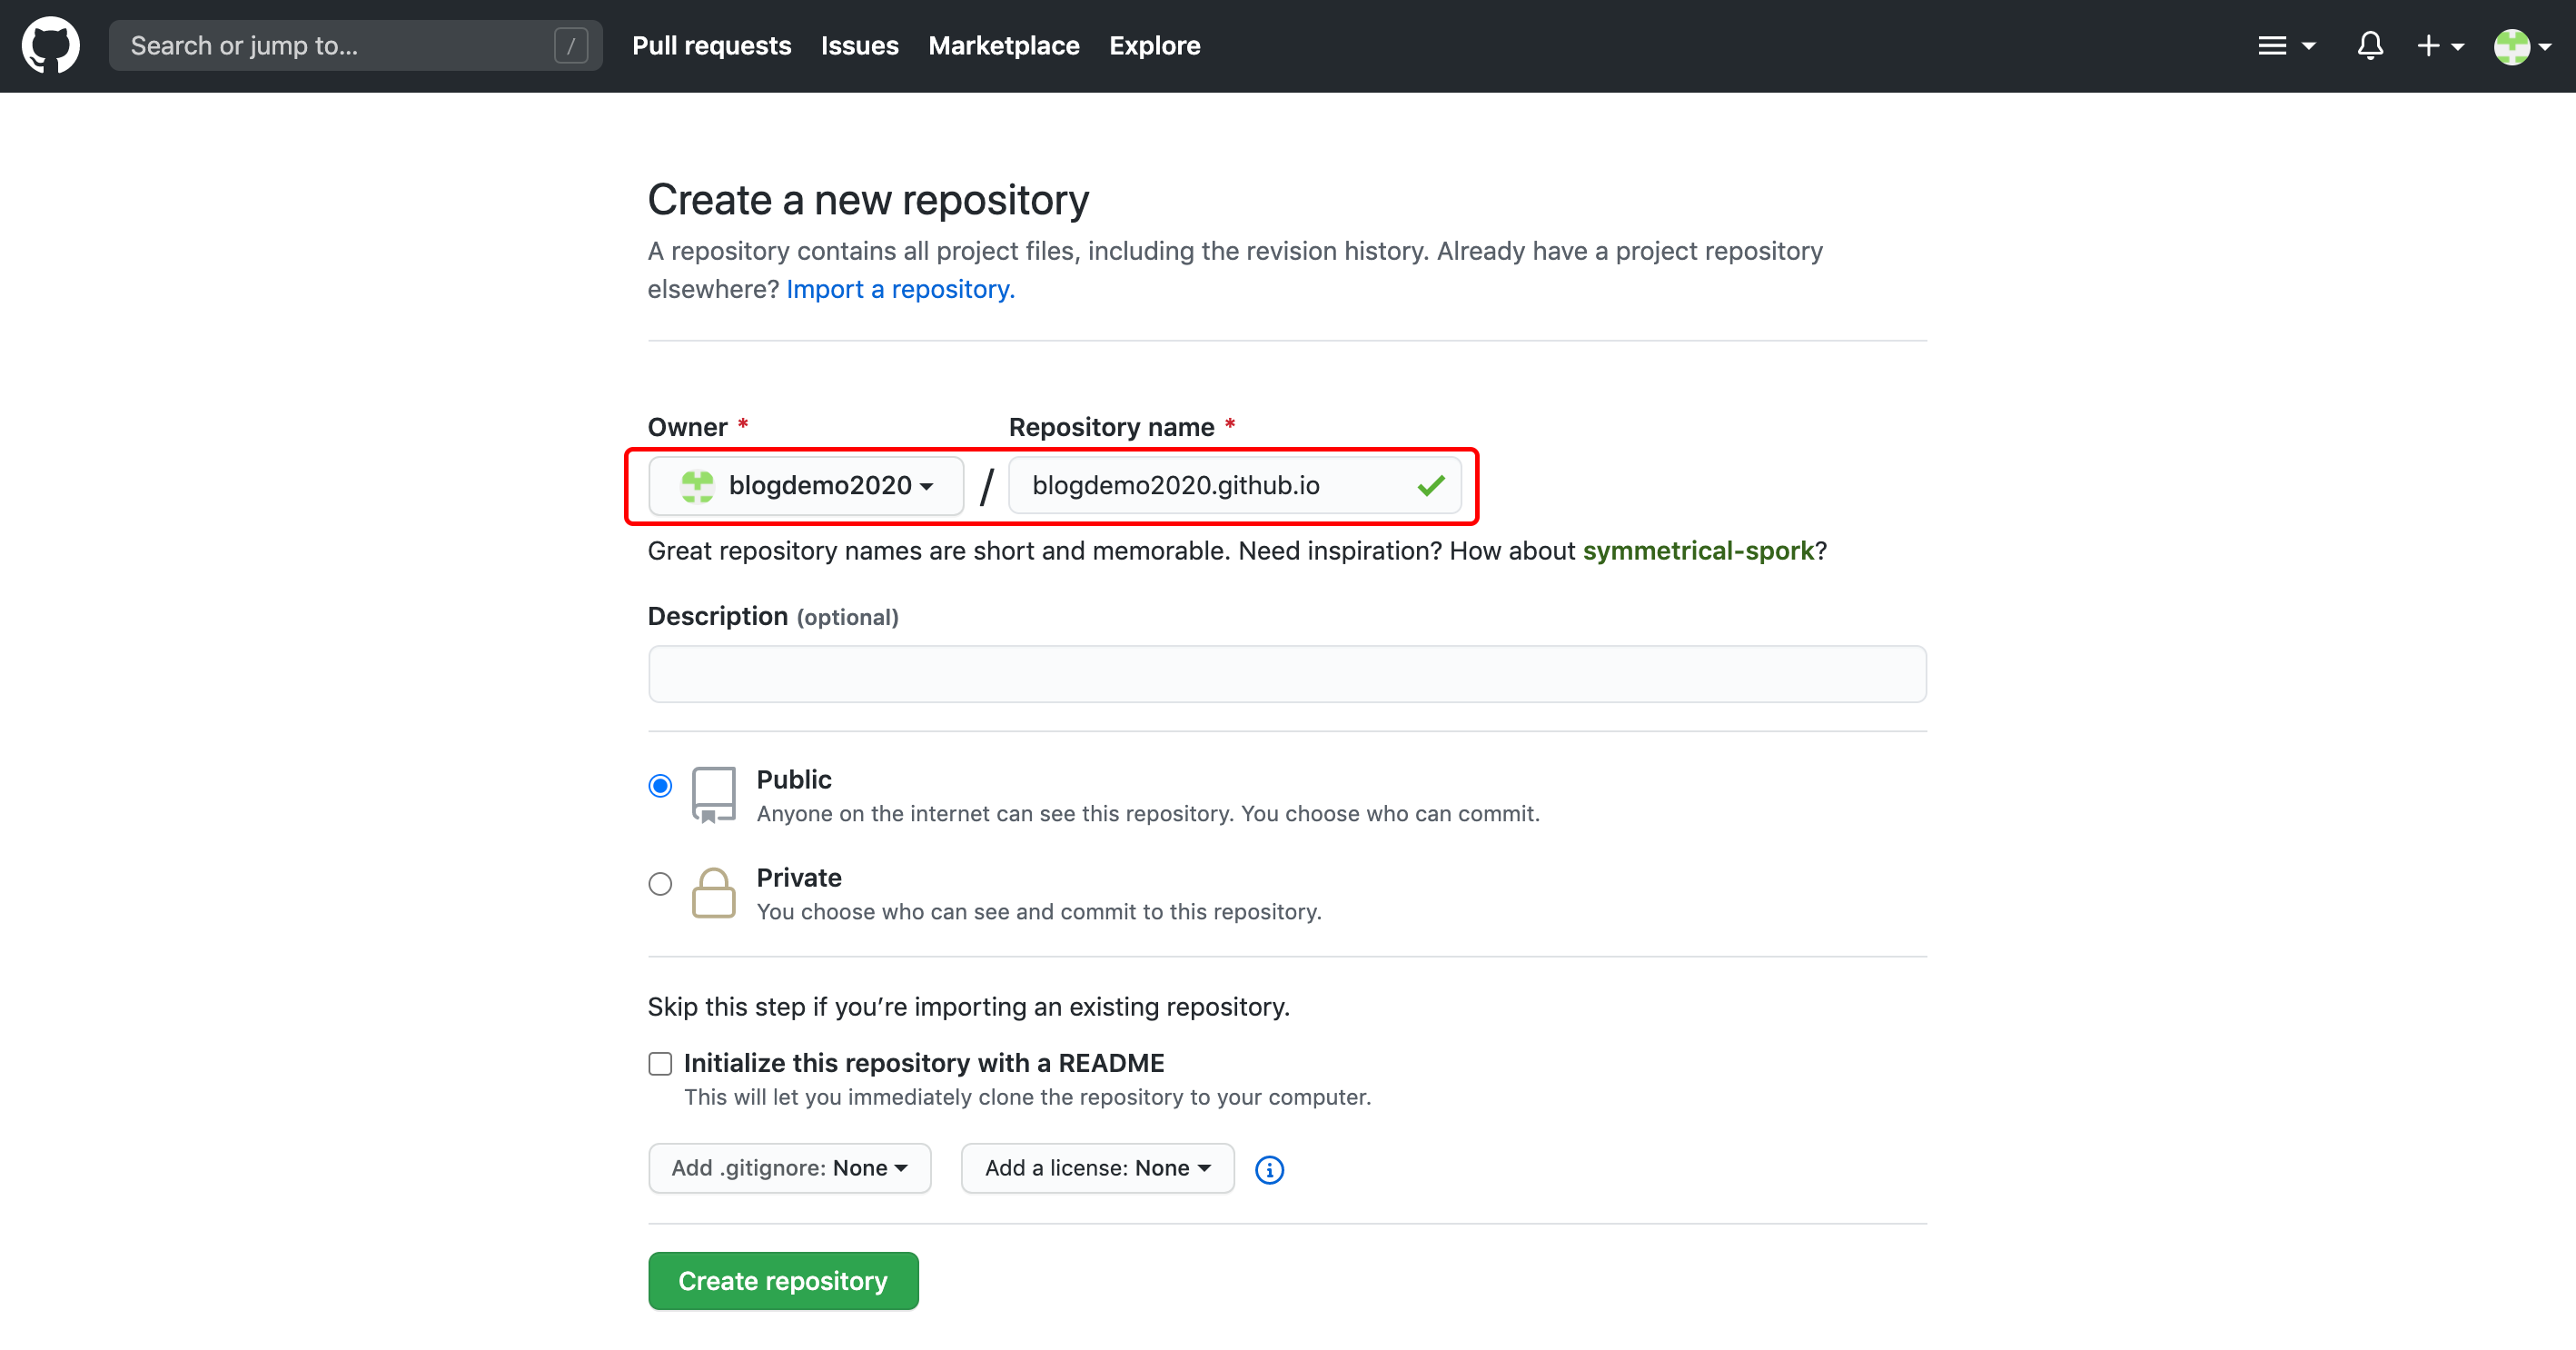 Search or jump to... /
Pull requests Issues Marketplace Explore
Create a new repository
A repository contains all project files, including the revision history. Already have a project repository
elsewhere? Import a repository.
Owner * Repository name *
blogdemo2020 / blogdemo2020.github.io
Great repository names are short and memorable. Need inspiration? How about symmetrical-spork?
Description (optional)
Public
Anyone on the internet can see this repository. You choose who can commit.
Private
You choose who can see and commit to this repository.
Skip this step if you’re importing an existing repository.
Initialize this repository with a README
This will let you immediately clone the repository to your computer.
Add .gitignore: None Add a license: None
Create repository